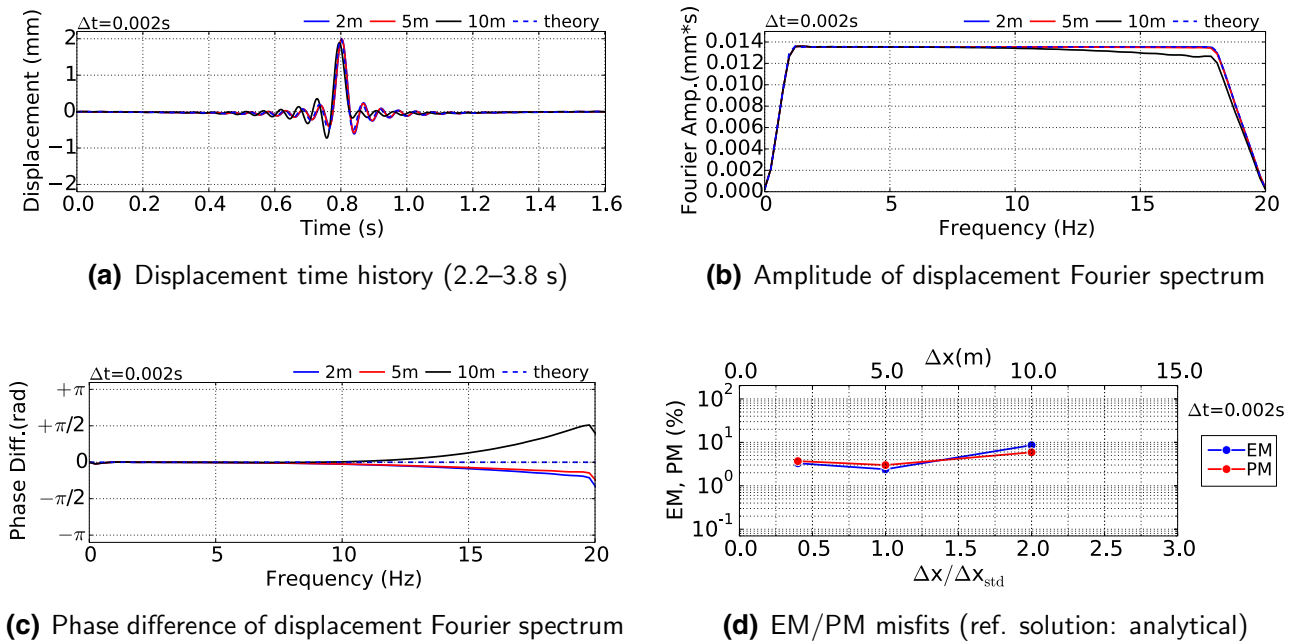 Δt=0.002s 2m 5m 10m theory
Displacement (mm)
2
1
0
−1
−2
0.0 0.2 0.4 0.6 0.8 1.0 1.2 1.4 1.6
Time (s)
(a) Displacement time history (2.2–3.8 s)
Δt=0.002s 2m 5m 10m theory
Fourier Amp.(mm*s)
0.014
0.012
0.010
0.008
0.006
0.004
0.002
0.000
0 5 10 15 20
Frequency (Hz)
(b) Amplitude of displacement Fourier spectrum
Δt=0.002s 2m 5m 10m theory
Phase Diff.(rad)
+π
+π/2
0
−π/2
−π
0 5 10 15 20
Frequency (Hz)
(c) Phase difference of displacement Fourier spectrum
Δx(m)
0.0 5.0 10.0 15.0
EM, PM (%)
10²
10¹
10⁰
10⁻¹
Δt=0.002s
EM
PM
0.0 0.5 1.0 1.5 2.0 2.5 3.0
Δx/Δx_std
(d) EM/PM misfits (ref. solution: analytical)